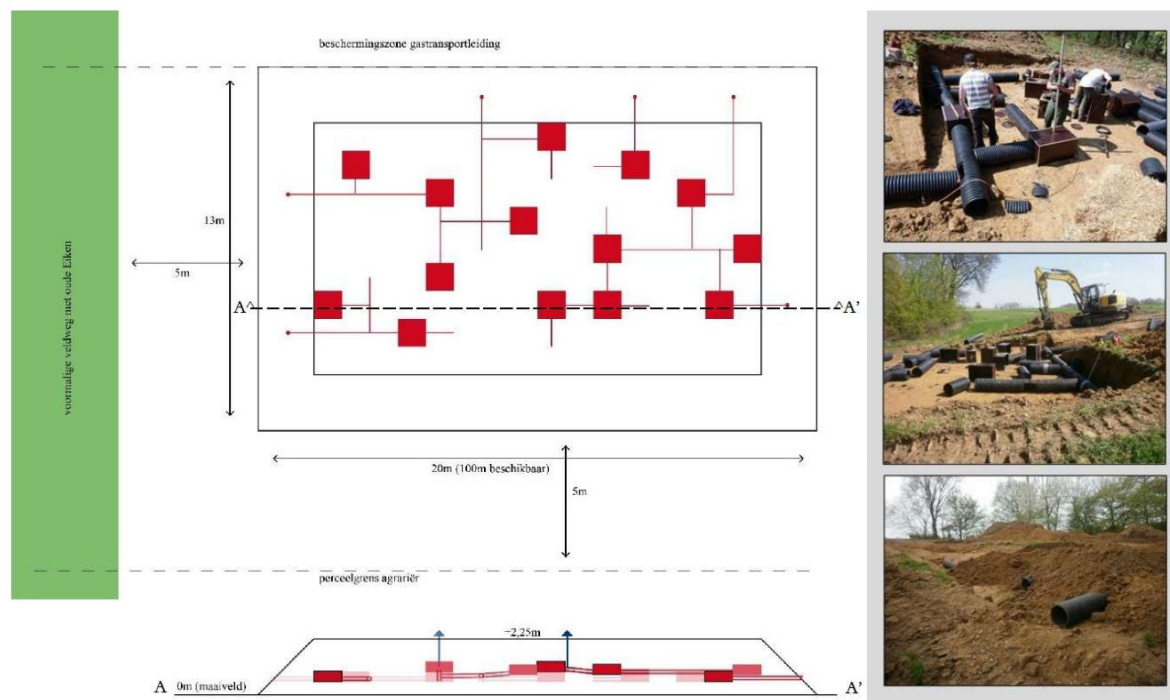 beschermingszone gastransportleiding
voormalige veldweg met oude Eiken
13m
5m
A
A'
20m (100m beschikbaar)
5m
perceelgrens agrariër
+2,25m
A
0m (maaiveld)
A'